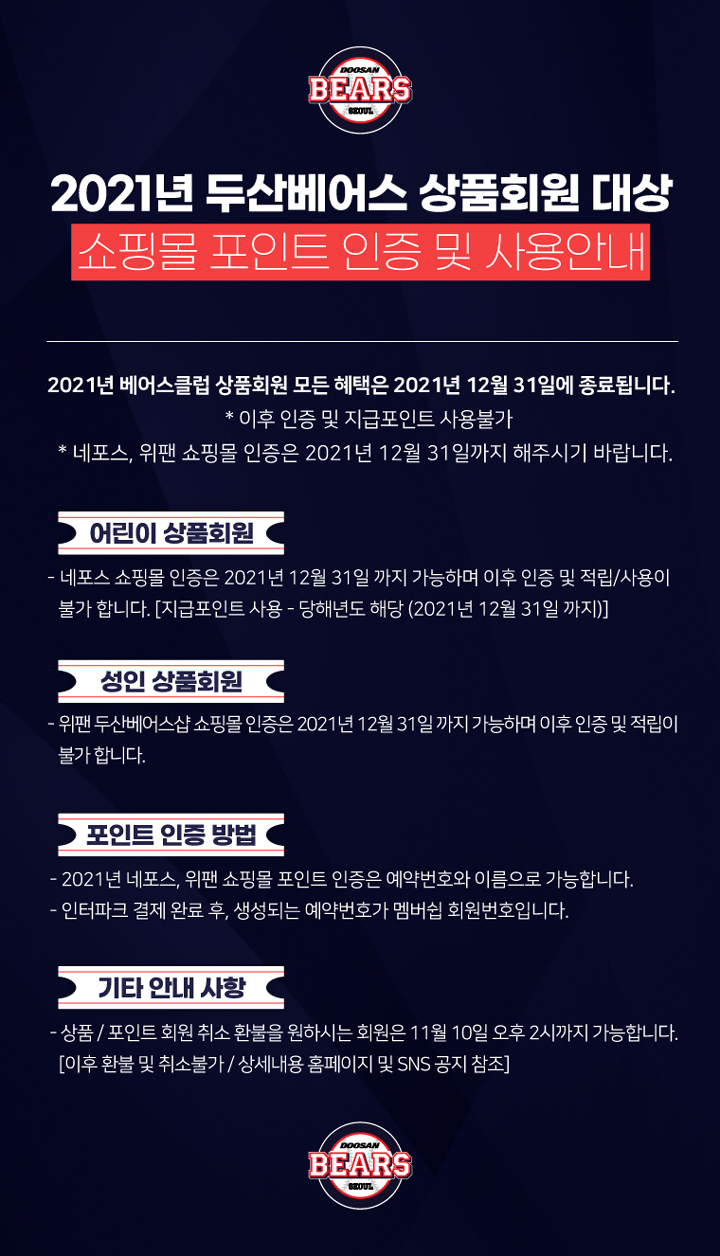 DOOSAN
BEARS
SEOUL
2021년 두산베어스 상품회원 대상
쇼핑몰 포인트 인증 및 사용안내
2021년 베어스클럽 상품회원 모든 혜택은 2021년 12월 31일에 종료됩니다.
* 이후 인증 및 지급포인트 사용불가
* 네포스, 위팬 쇼핑몰 인증은 2021년 12월 31일까지 해주시기 바랍니다.
어린이 상품회원
- 네포스 쇼핑몰 인증은 2021년 12월 31일 까지 가능하며 이후 인증 및 적립/사용이
불가 합니다. [지급포인트 사용 - 당해년도 해당 (2021년 12월 31일 까지)]
성인 상품회원
- 위팬 두산베어스샵 쇼핑몰 인증은 2021년 12월 31일 까지 가능하며 이후 인증 및 적립이
불가 합니다.
포인트 인증 방법
- 2021년 네포스, 위팬 쇼핑몰 포인트 인증은 예약번호와 이름으로 가능합니다.
- 인터파크 결제 완료 후, 생성되는 예약번호가 멤버쉽 회원번호입니다.
기타 안내 사항
- 상품 / 포인트 회원 취소 환불을 원하시는 회원은 11월 10일 오후 2시까지 가능합니다.
[이후 환불 및 취소불가 / 상세내용 홈페이지 및 SNS 공지 참조]
DOOSAN
BEARS
SEOUL